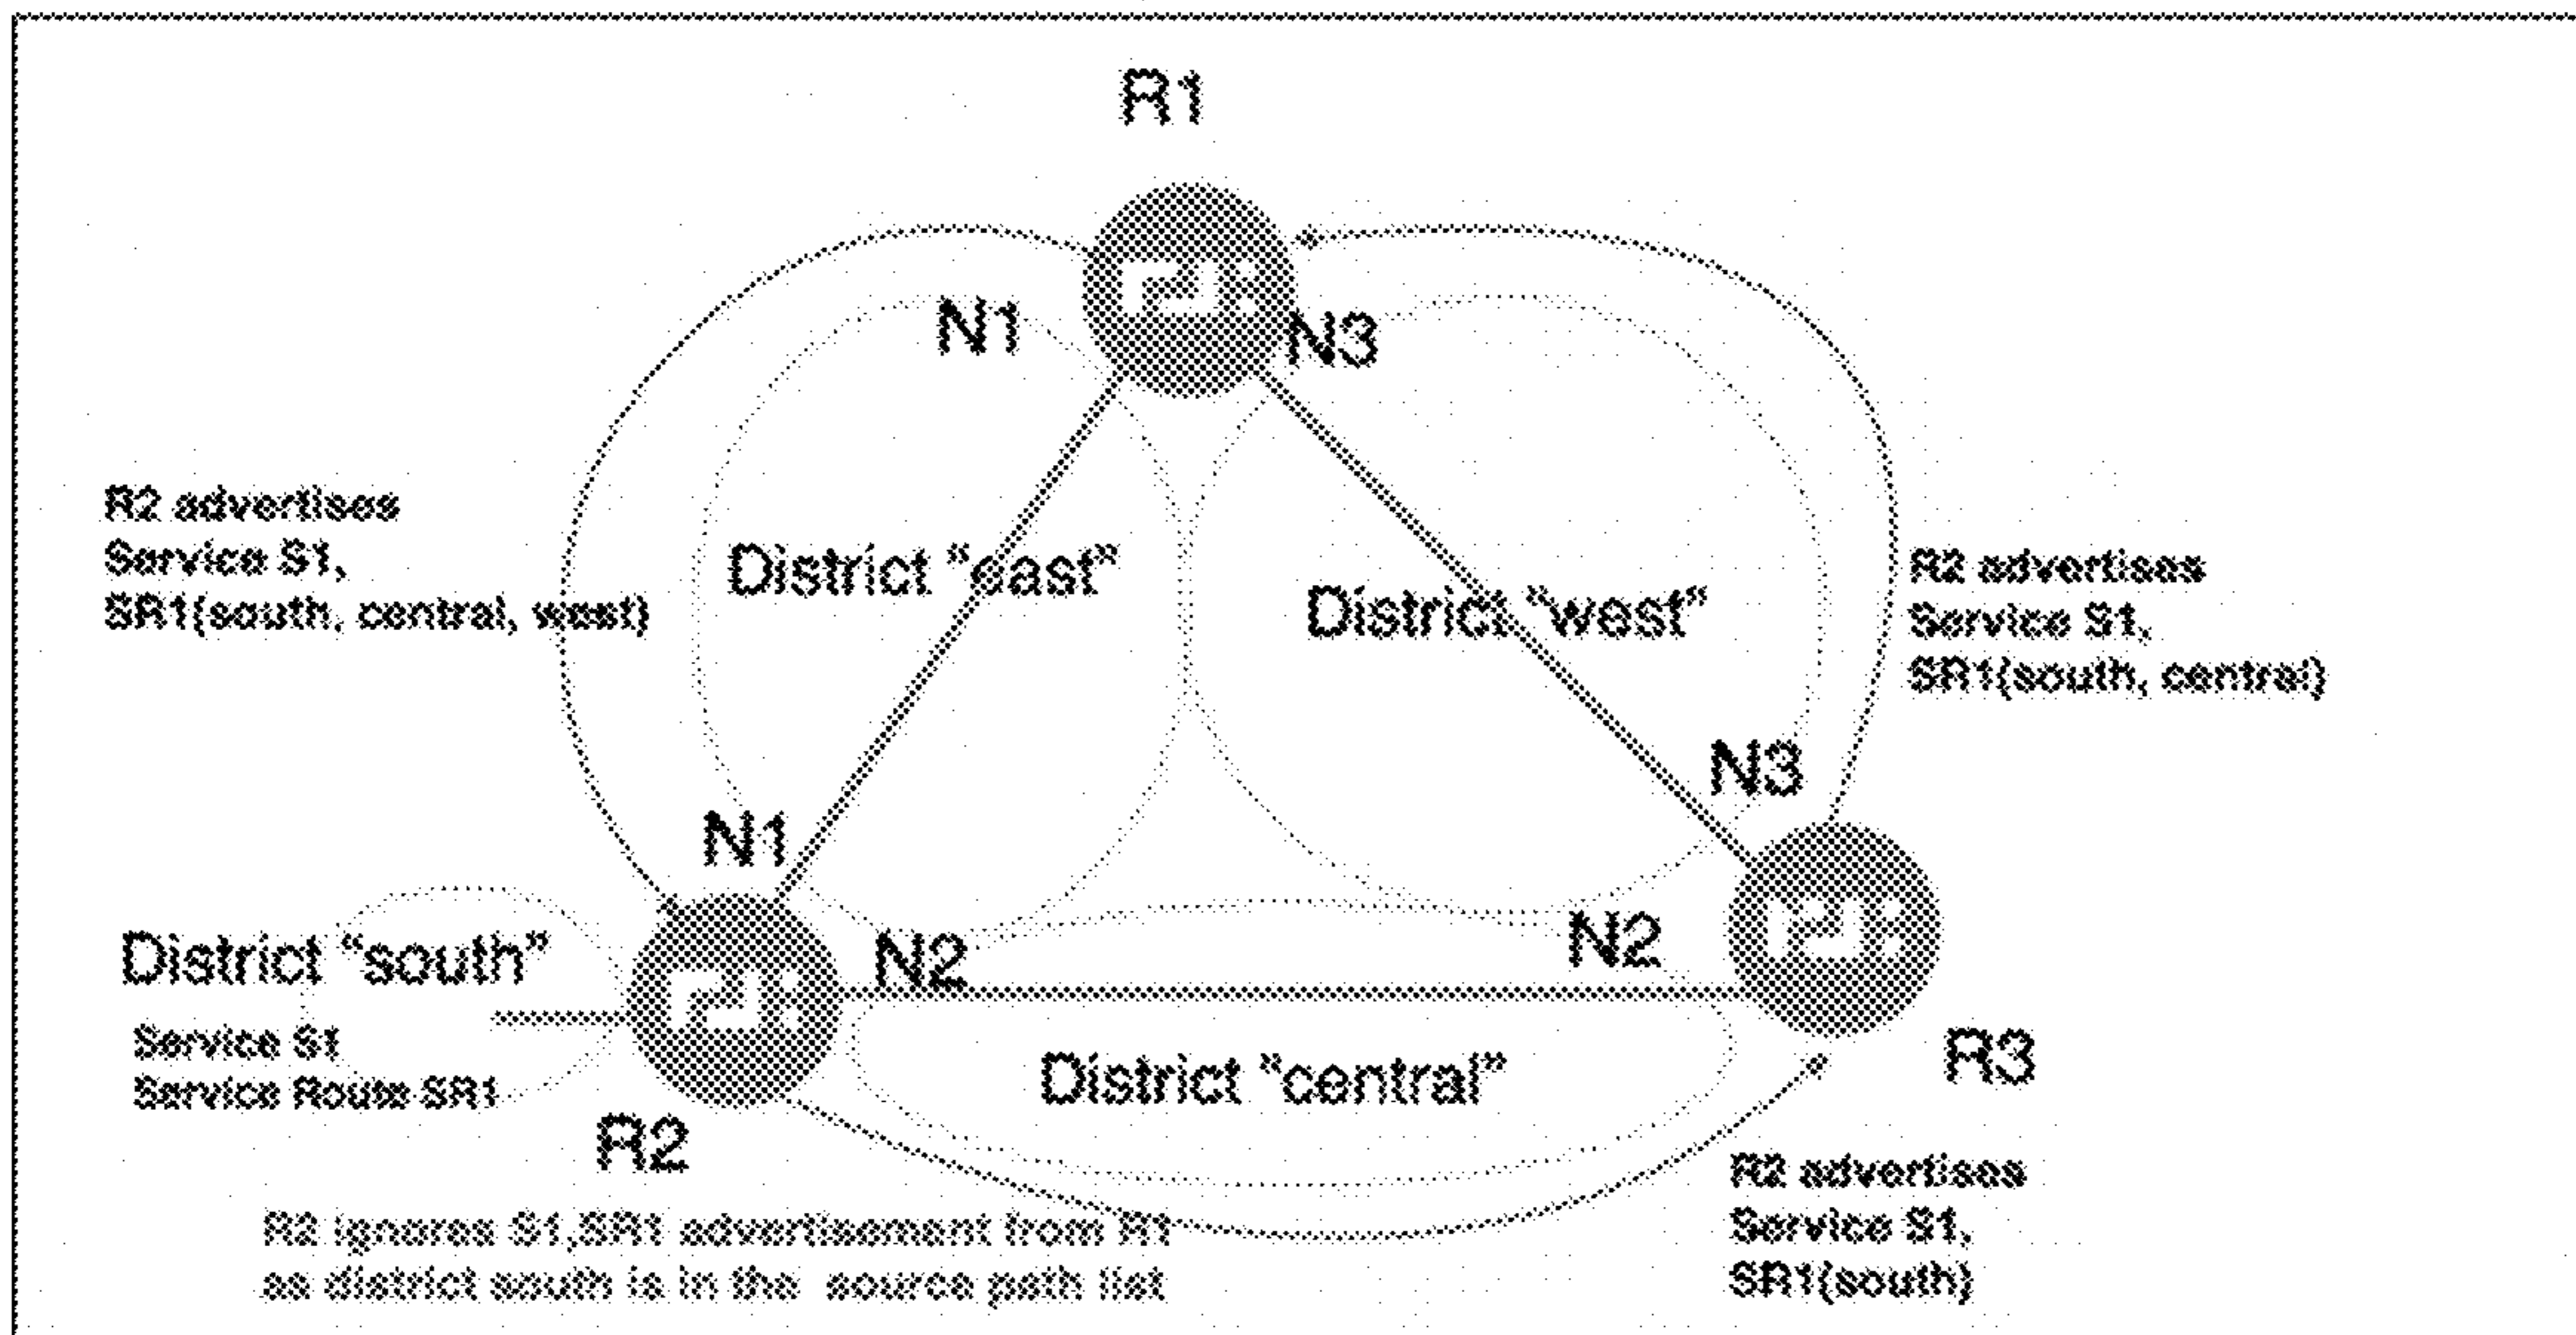 R1
N1
N3
R2 advertises
Service S1,
SR1(south, central, west)
District "east"
District "west"
R2 advertises
Service S1,
SR1(south, central)
N3
N1
District "south"
N2
N2
Service S1
Service Route SR1
District "central"
R3
R2
R2 advertises
Service S1,
SR1(south)
R2 ignores S1,SR1 advertisement from R1
as district south is in the source path list